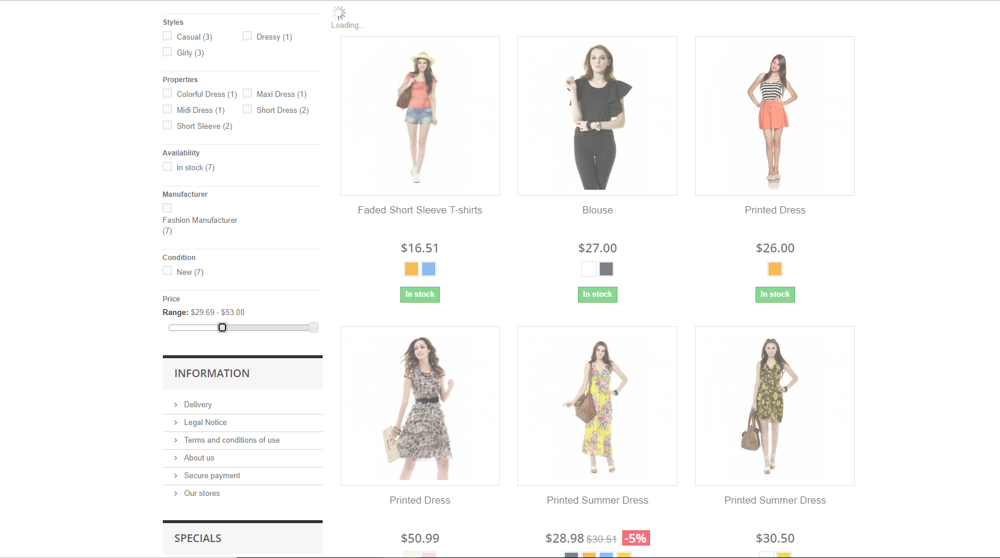 Styles
Casual (3) Dressy (1)
Girly (3)
Properties
Colorful Dress (1) Maxi Dress (1)
Midi Dress (1) Short Dress (2)
Short Sleeve (2)
Availability
In stock (7)
Manufacturer
Fashion Manufacturer
(7)
Condition
New (7)
Price
Range: $29.69 - $53.00
INFORMATION
Delivery
Legal Notice
Terms and conditions of use
About us
Secure payment
Our stores
SPECIALS
Loading...
Faded Short Sleeve T-shirts
$16.51
In stock
Blouse
$27.00
In stock
Printed Dress
$26.00
In stock
Printed Dress
$50.99
Printed Summer Dress
$28.98 $30.51 -5%
Printed Summer Dress
$30.50